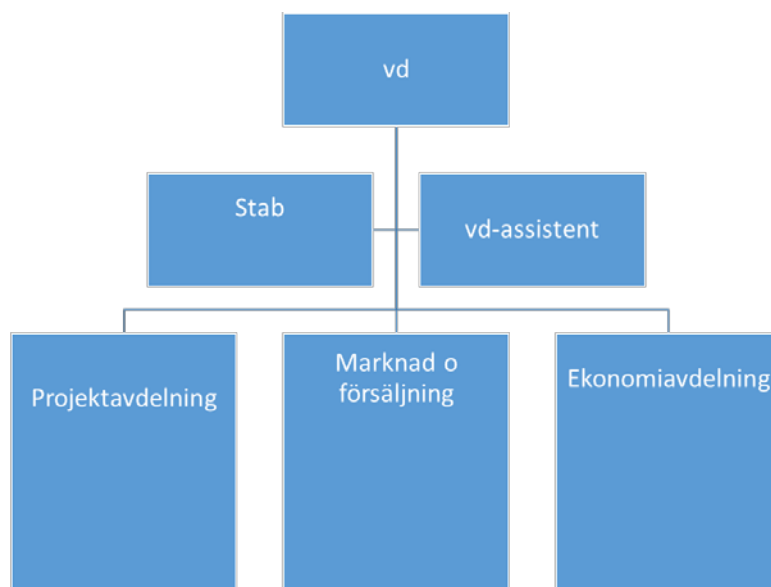 vd
Stab
vd-assistent
Projektavdelning
Marknad o
försäljning
Ekonomiavdelning